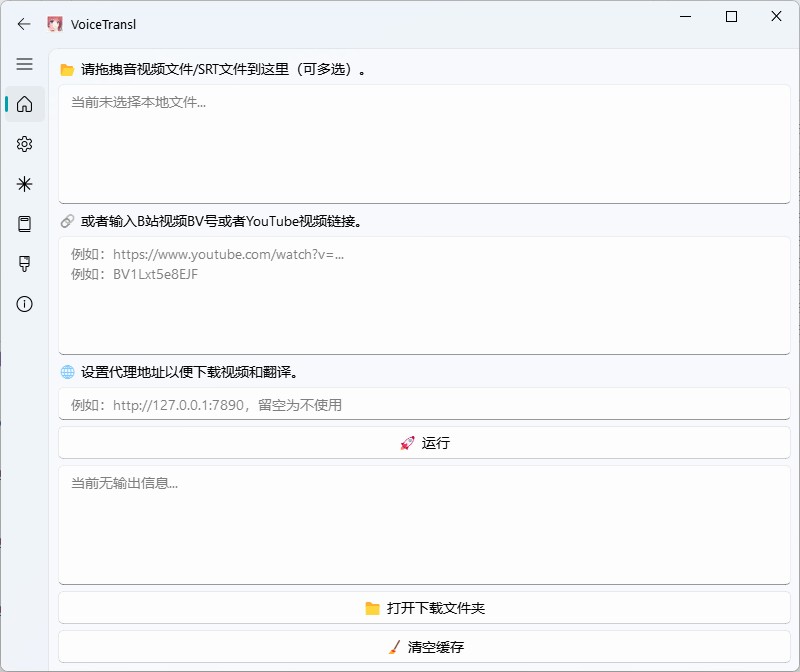 VoiceTransl
请拖拽音视频文件/SRT文件到这里（可多选）。
当前未选择本地文件...
或者输入B站视频BV号或者YouTube视频链接。
例如：https://www.youtube.com/watch?v=...
例如：BV1Lxt5e8EJF
设置代理地址以便下载视频和翻译。
例如：http://127.0.0.1:7890，留空为不使用
运行
当前无输出信息...
打开下载文件夹
清空缓存